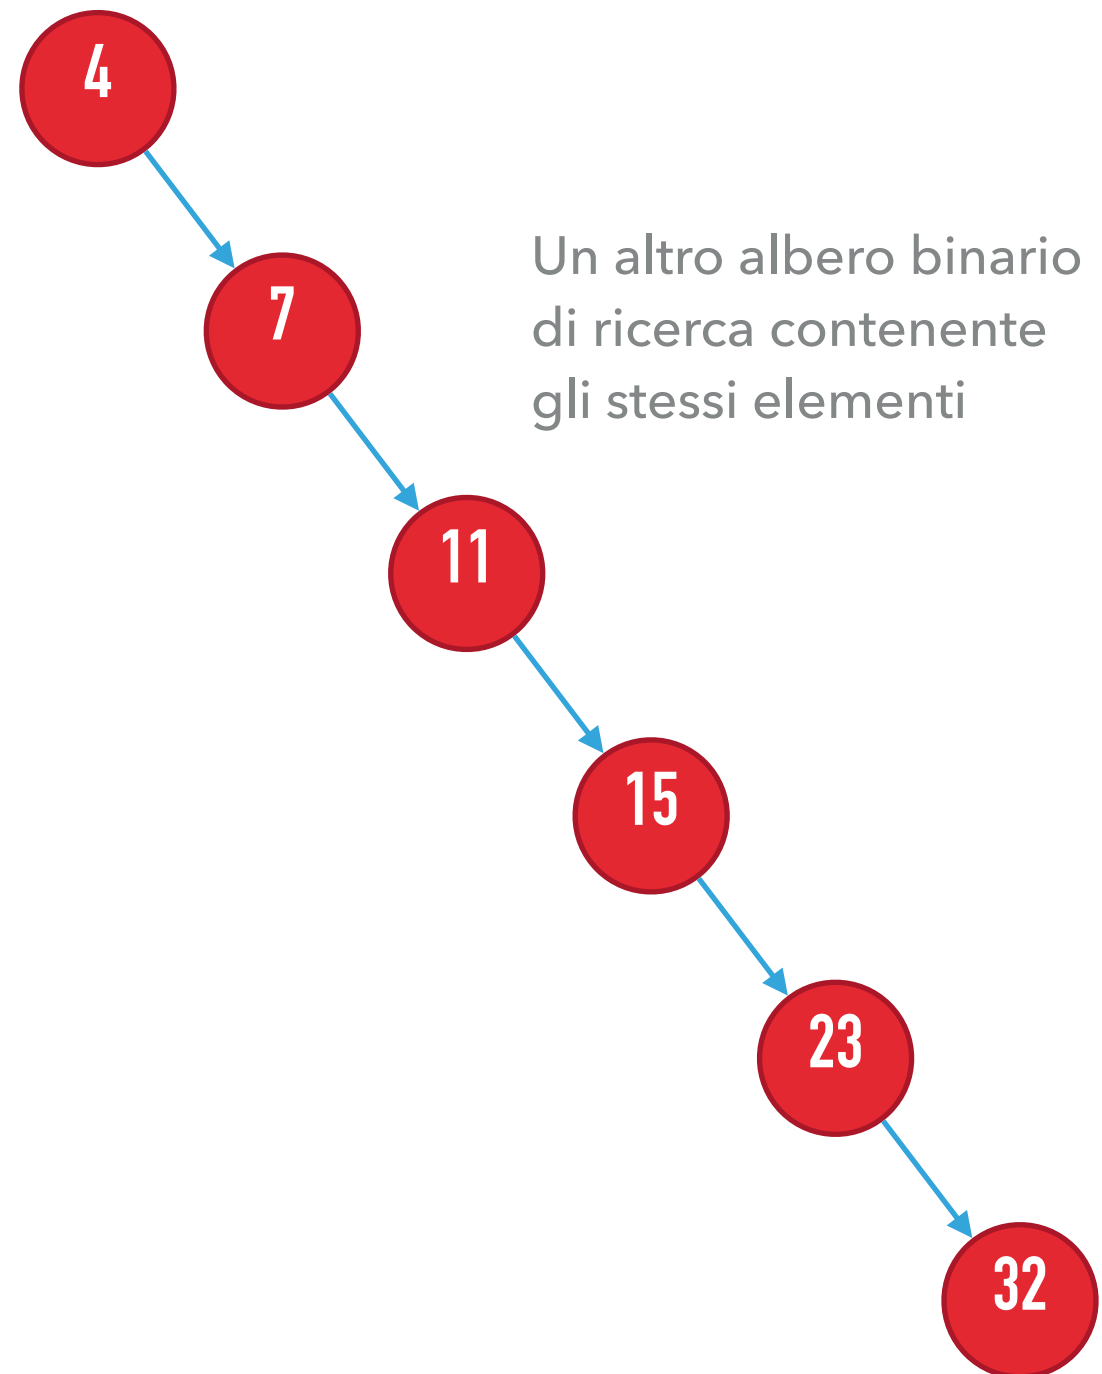 4
7
Un altro albero binario
di ricerca contenente
gli stessi elementi
11
15
23
32